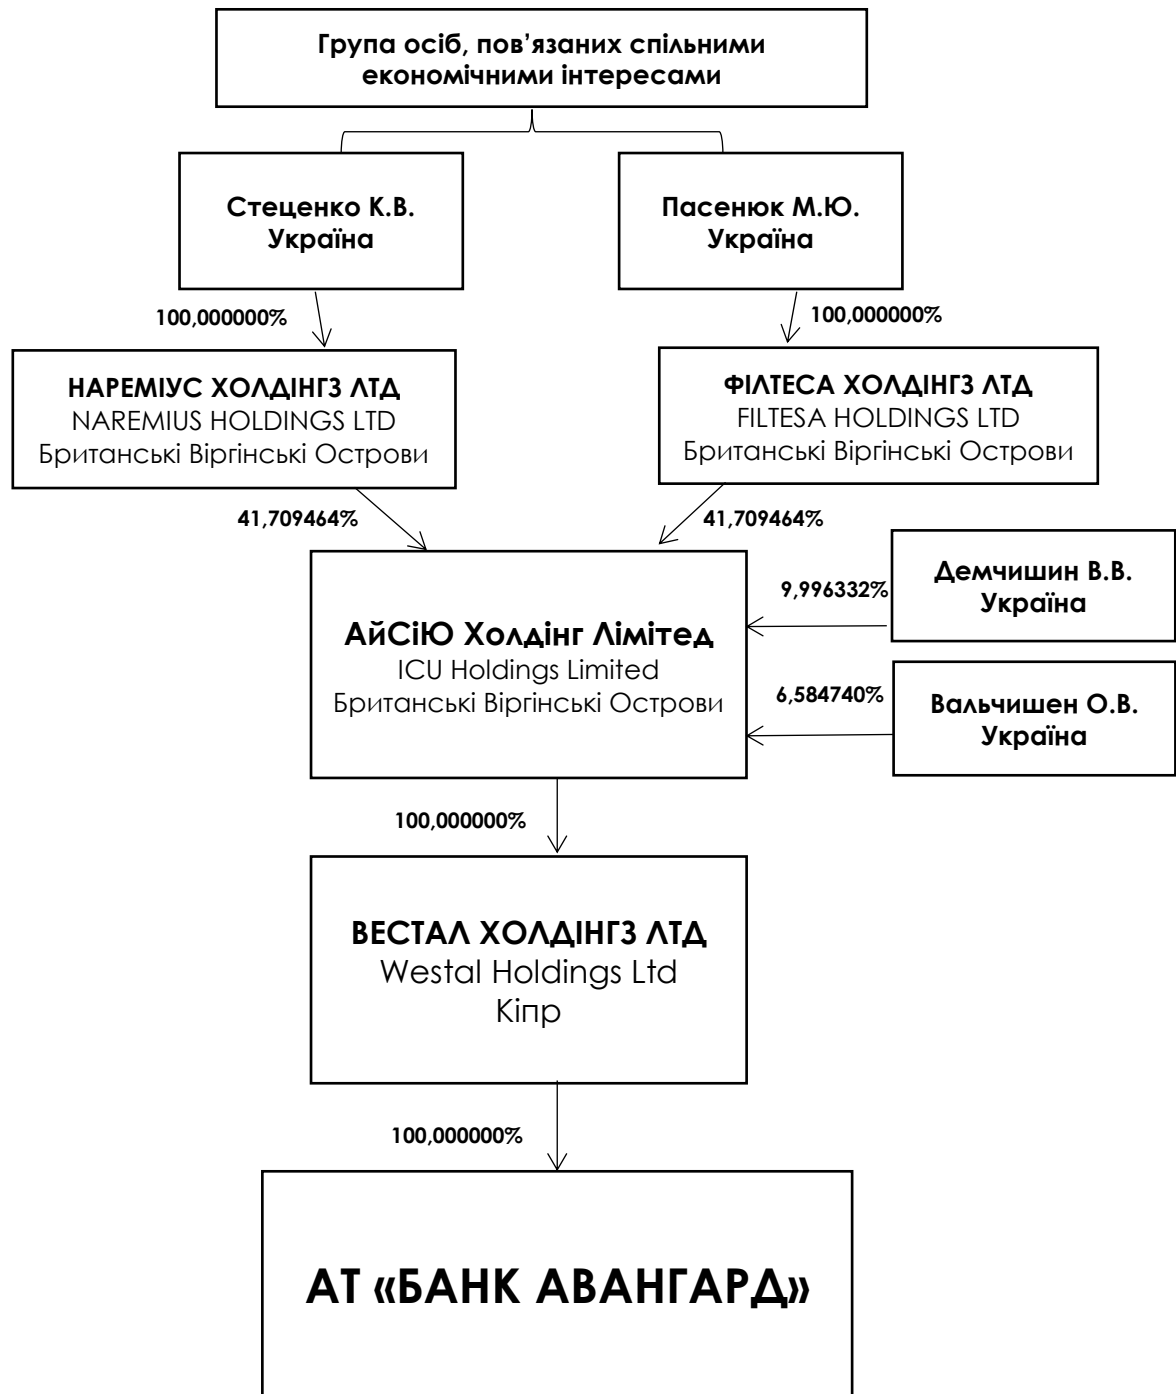 Група осіб, пов’язаних спільними
економічними інтересами
Стеценко К.В.
Україна
Пасенюк М.Ю.
Україна
100,000000%
100,000000%
НАРЕМІУС ХОЛДІНГЗ ЛТД
NAREMIUS HOLDINGS LTD
Британські Віргінські Острови
ФІЛТЕСА ХОЛДІНГЗ ЛТД
FILTESA HOLDINGS LTD
Британські Віргінські Острови
41,709464%
41,709464%
Демчишин В.В.
Україна
9,996332%
АйСіЮ Холдінг Лімітед
ICU Holdings Limited
Британські Віргінські Острови
6,584740%
Вальчишен О.В.
Україна
100,000000%
ВЕСТАЛ ХОЛДІНГЗ ЛТД
Westal Holdings Ltd
Кіпр
100,000000%
АТ «БАНК АВАНГАРД»